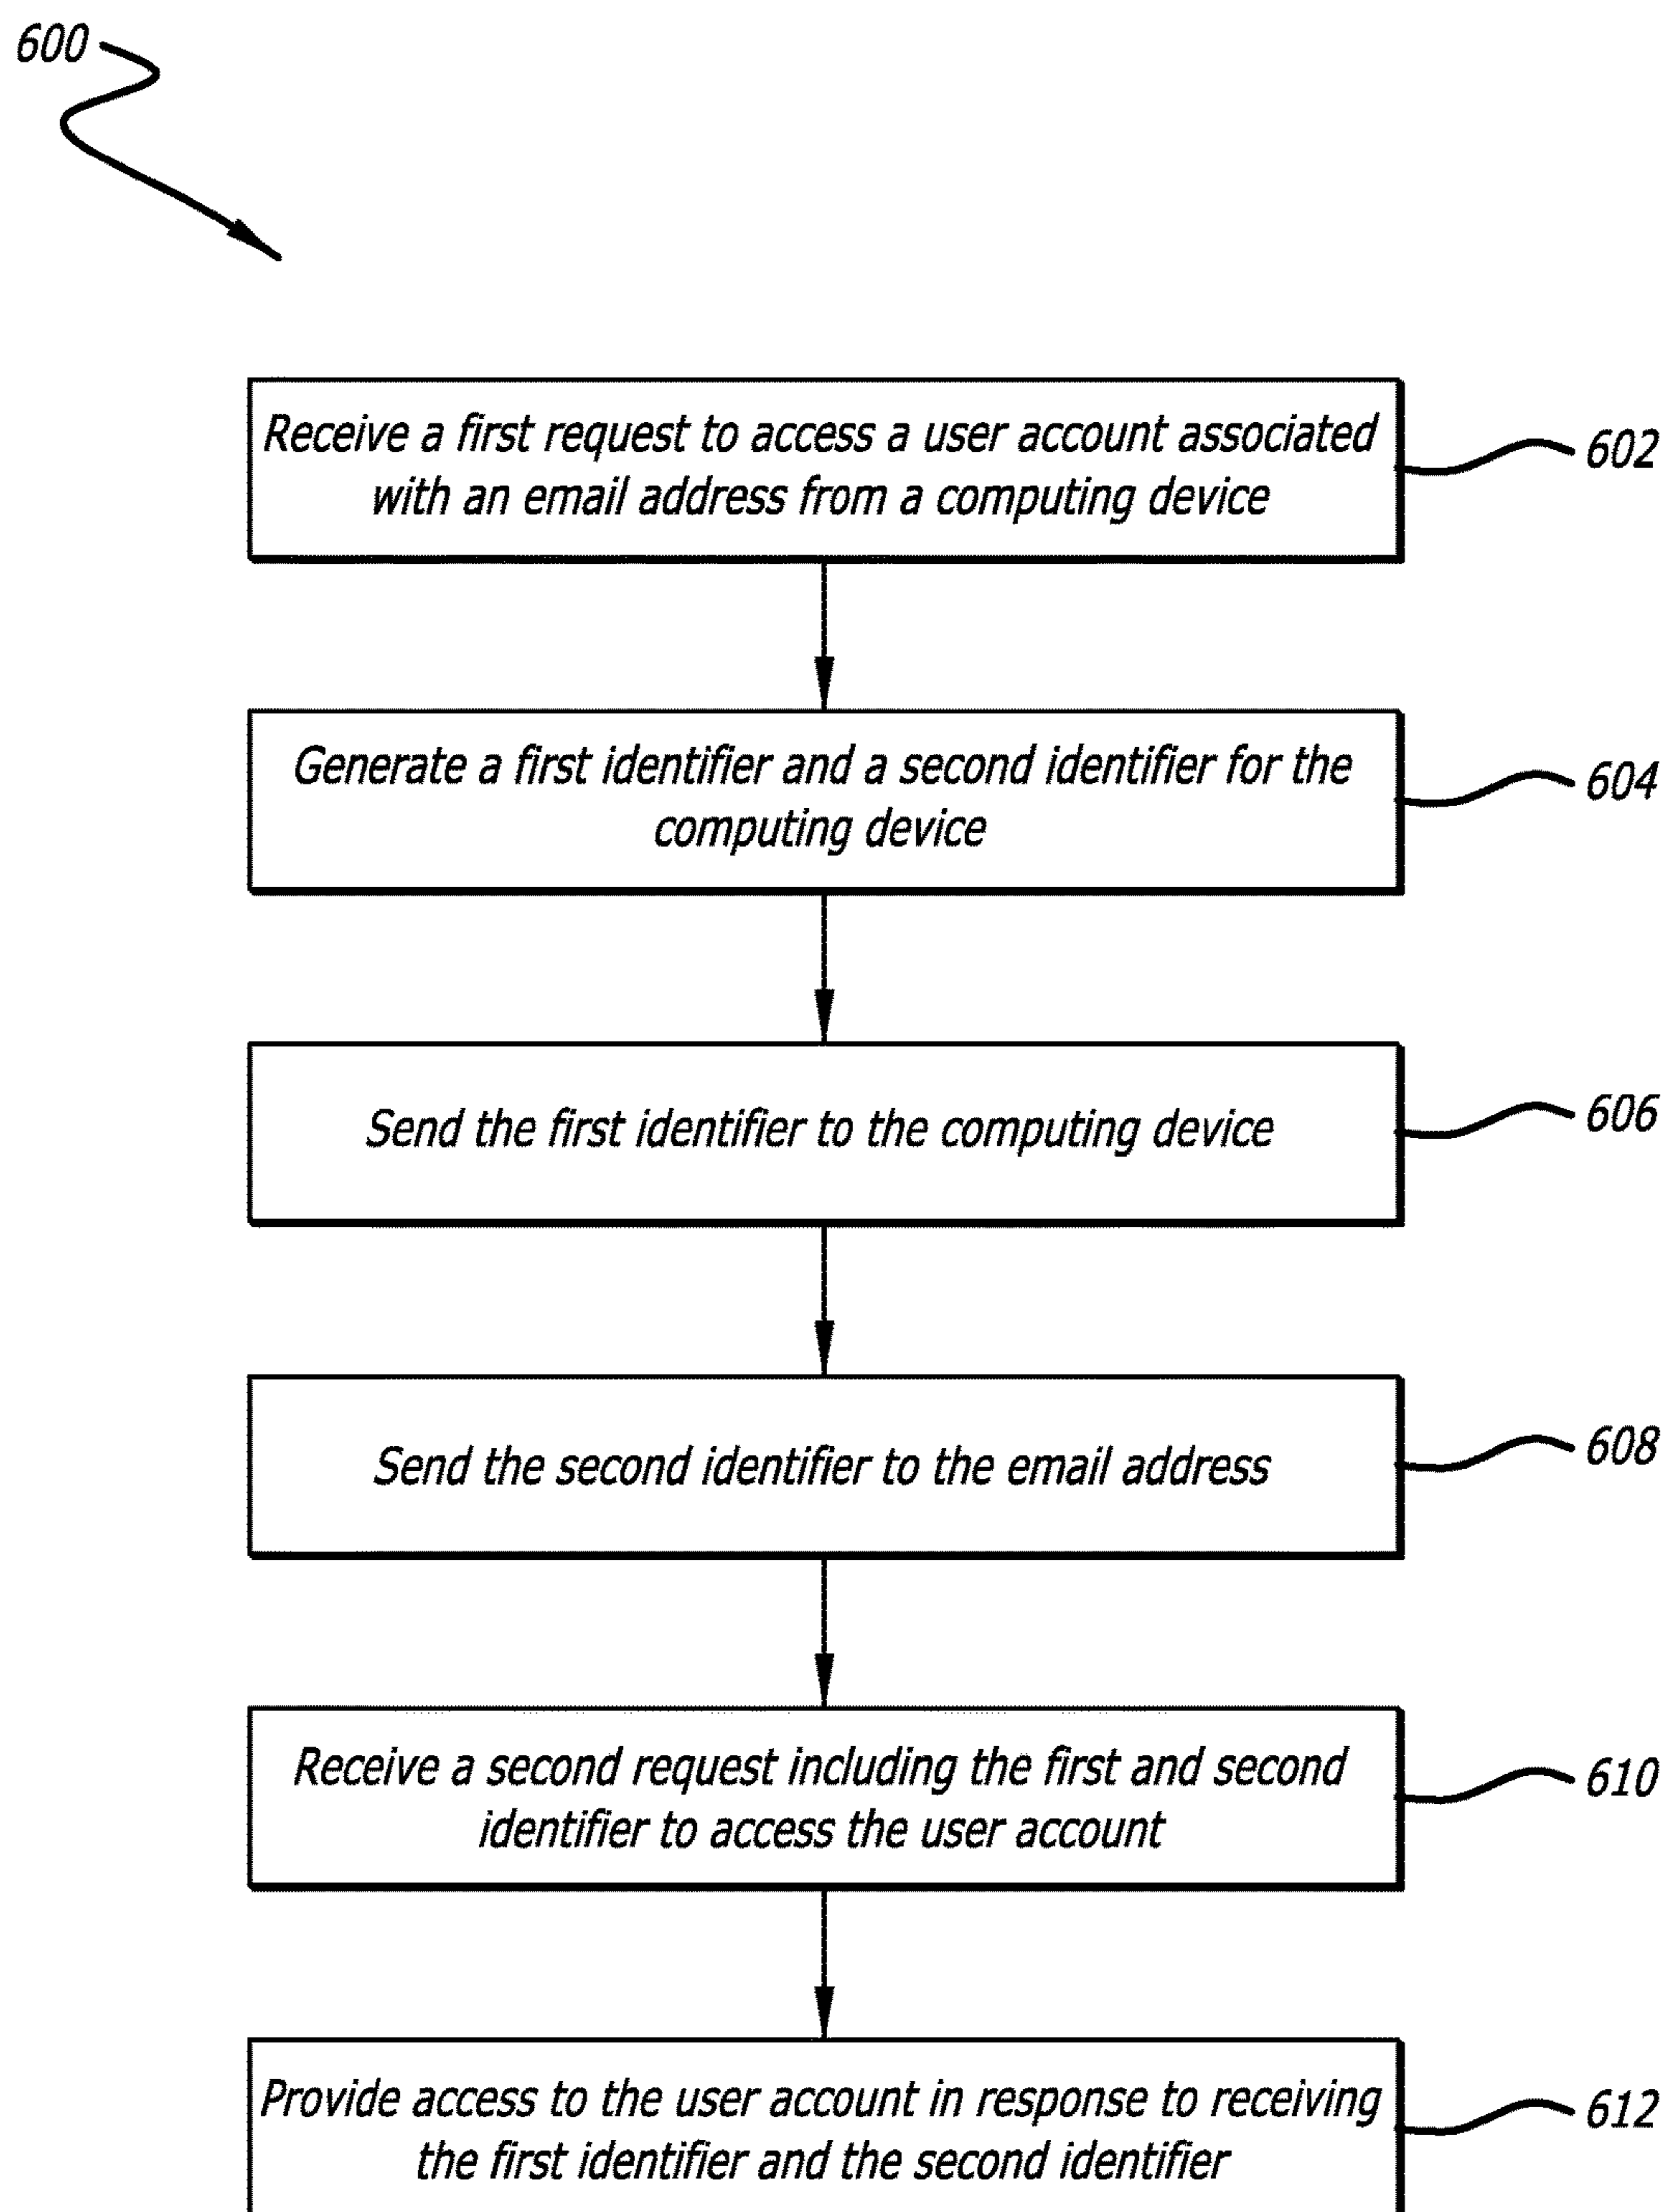 600
Receive a first request to access a user account associated
with an email address from a computing device
602
Generate a first identifier and a second identifier for the
computing device
604
Send the first identifier to the computing device
606
Send the second identifier to the email address
608
Receive a second request including the first and second
identifier to access the user account
610
Provide access to the user account in response to receiving
the first identifier and the second identifier
612